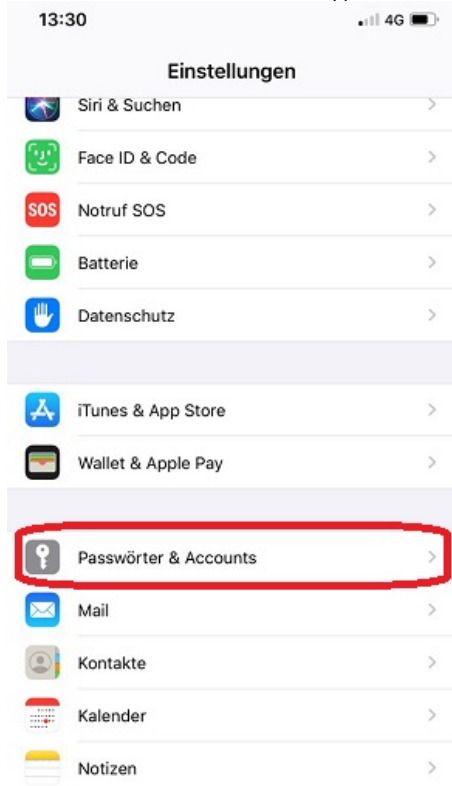 13:30
4G
Einstellungen
Siri & Suchen
Face ID & Code
SOS Notruf SOS
Batterie
Datenschutz
iTunes & App Store
Wallet & Apple Pay
Passwörter & Accounts
Mail
Kontakte
Kalender
Notizen